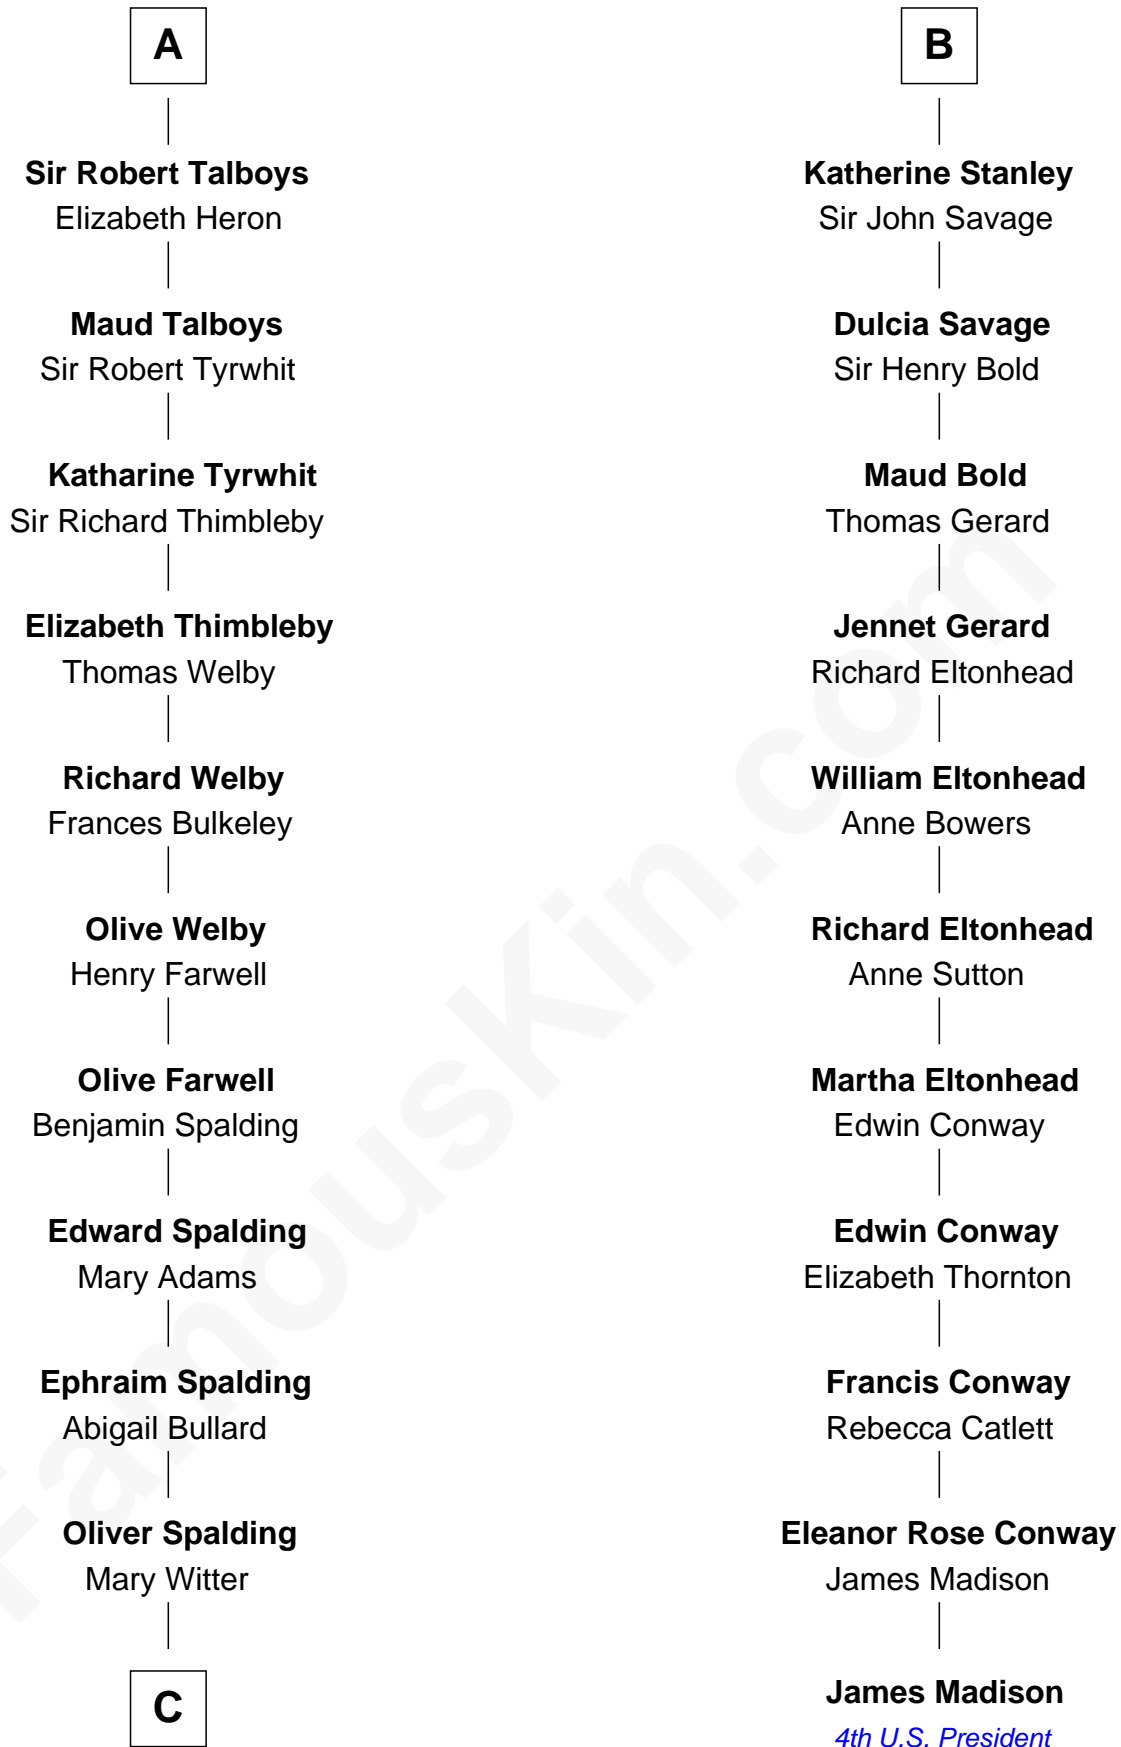 A
Sir Robert Talboys
Elizabeth Heron
Maud Talboys
Sir Robert Tyrwhit
Katharine Tyrwhit
Sir Richard Thimbleby
Elizabeth Thimbleby
Thomas Welby
Richard Welby
Frances Bulkeley
Olive Welby
Henry Farwell
Olive Farwell
Benjamin Spalding
Edward Spalding
Mary Adams
Ephraim Spalding
Abigail Bullard
Oliver Spalding
Mary Witter
C
B
Katherine Stanley
Sir John Savage
Dulcia Savage
Sir Henry Bold
Maud Bold
Thomas Gerard
Jennet Gerard
Richard Eltonhead
William Eltonhead
Anne Bowers
Richard Eltonhead
Anne Sutton
Martha Eltonhead
Edwin Conway
Edwin Conway
Elizabeth Thornton
Francis Conway
Rebecca Catlett
Eleanor Rose Conway
James Madison
James Madison
4th U.S. President
FamousKin.com